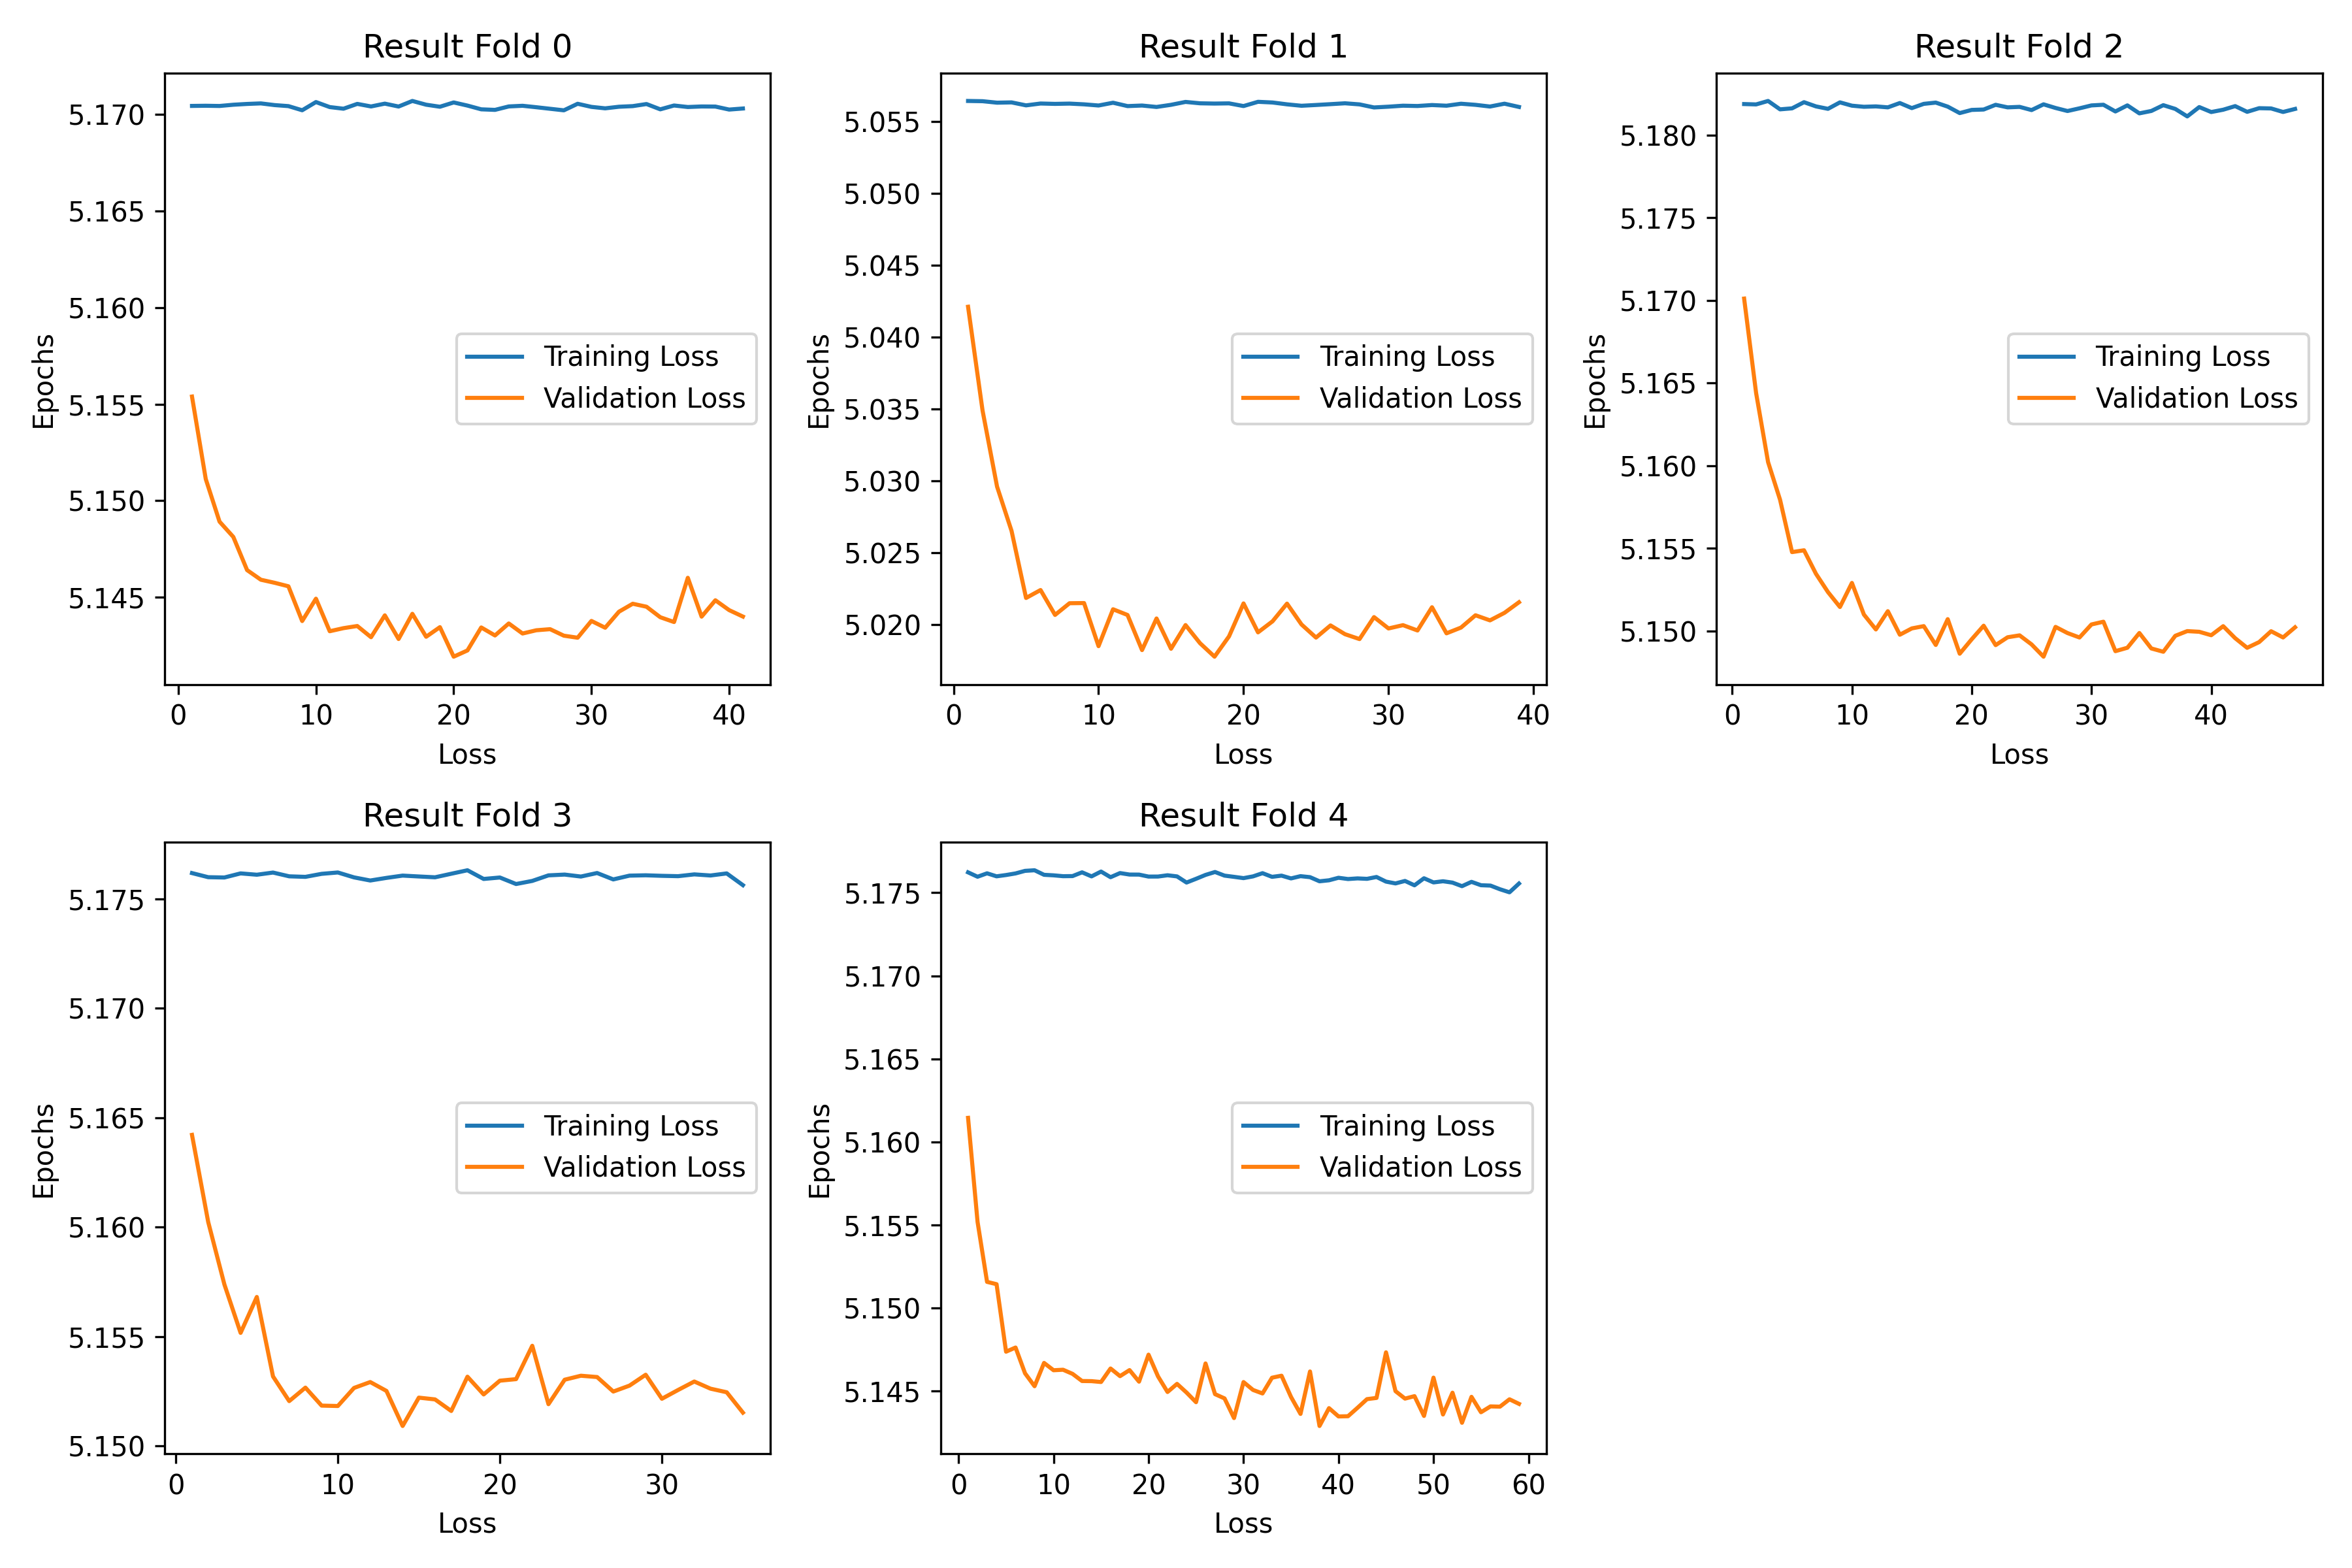 Result Fold 0
5.170
5.165
5.160
5.155
5.150
5.145
Epochs
Training Loss
Validation Loss
0 10 20 30 40
Loss
Result Fold 1
5.055
5.050
5.045
5.040
5.035
5.030
5.025
5.020
Epochs
Training Loss
Validation Loss
0 10 20 30 40
Loss
Result Fold 2
5.180
5.175
5.170
5.165
5.160
5.155
5.150
Epochs
Training Loss
Validation Loss
0 10 20 30 40
Loss
Result Fold 3
5.175
5.170
5.165
5.160
5.155
5.150
Epochs
Training Loss
Validation Loss
0 10 20 30
Loss
Result Fold 4
5.175
5.170
5.165
5.160
5.155
5.150
5.145
Epochs
Training Loss
Validation Loss
0 10 20 30 40 50 60
Loss